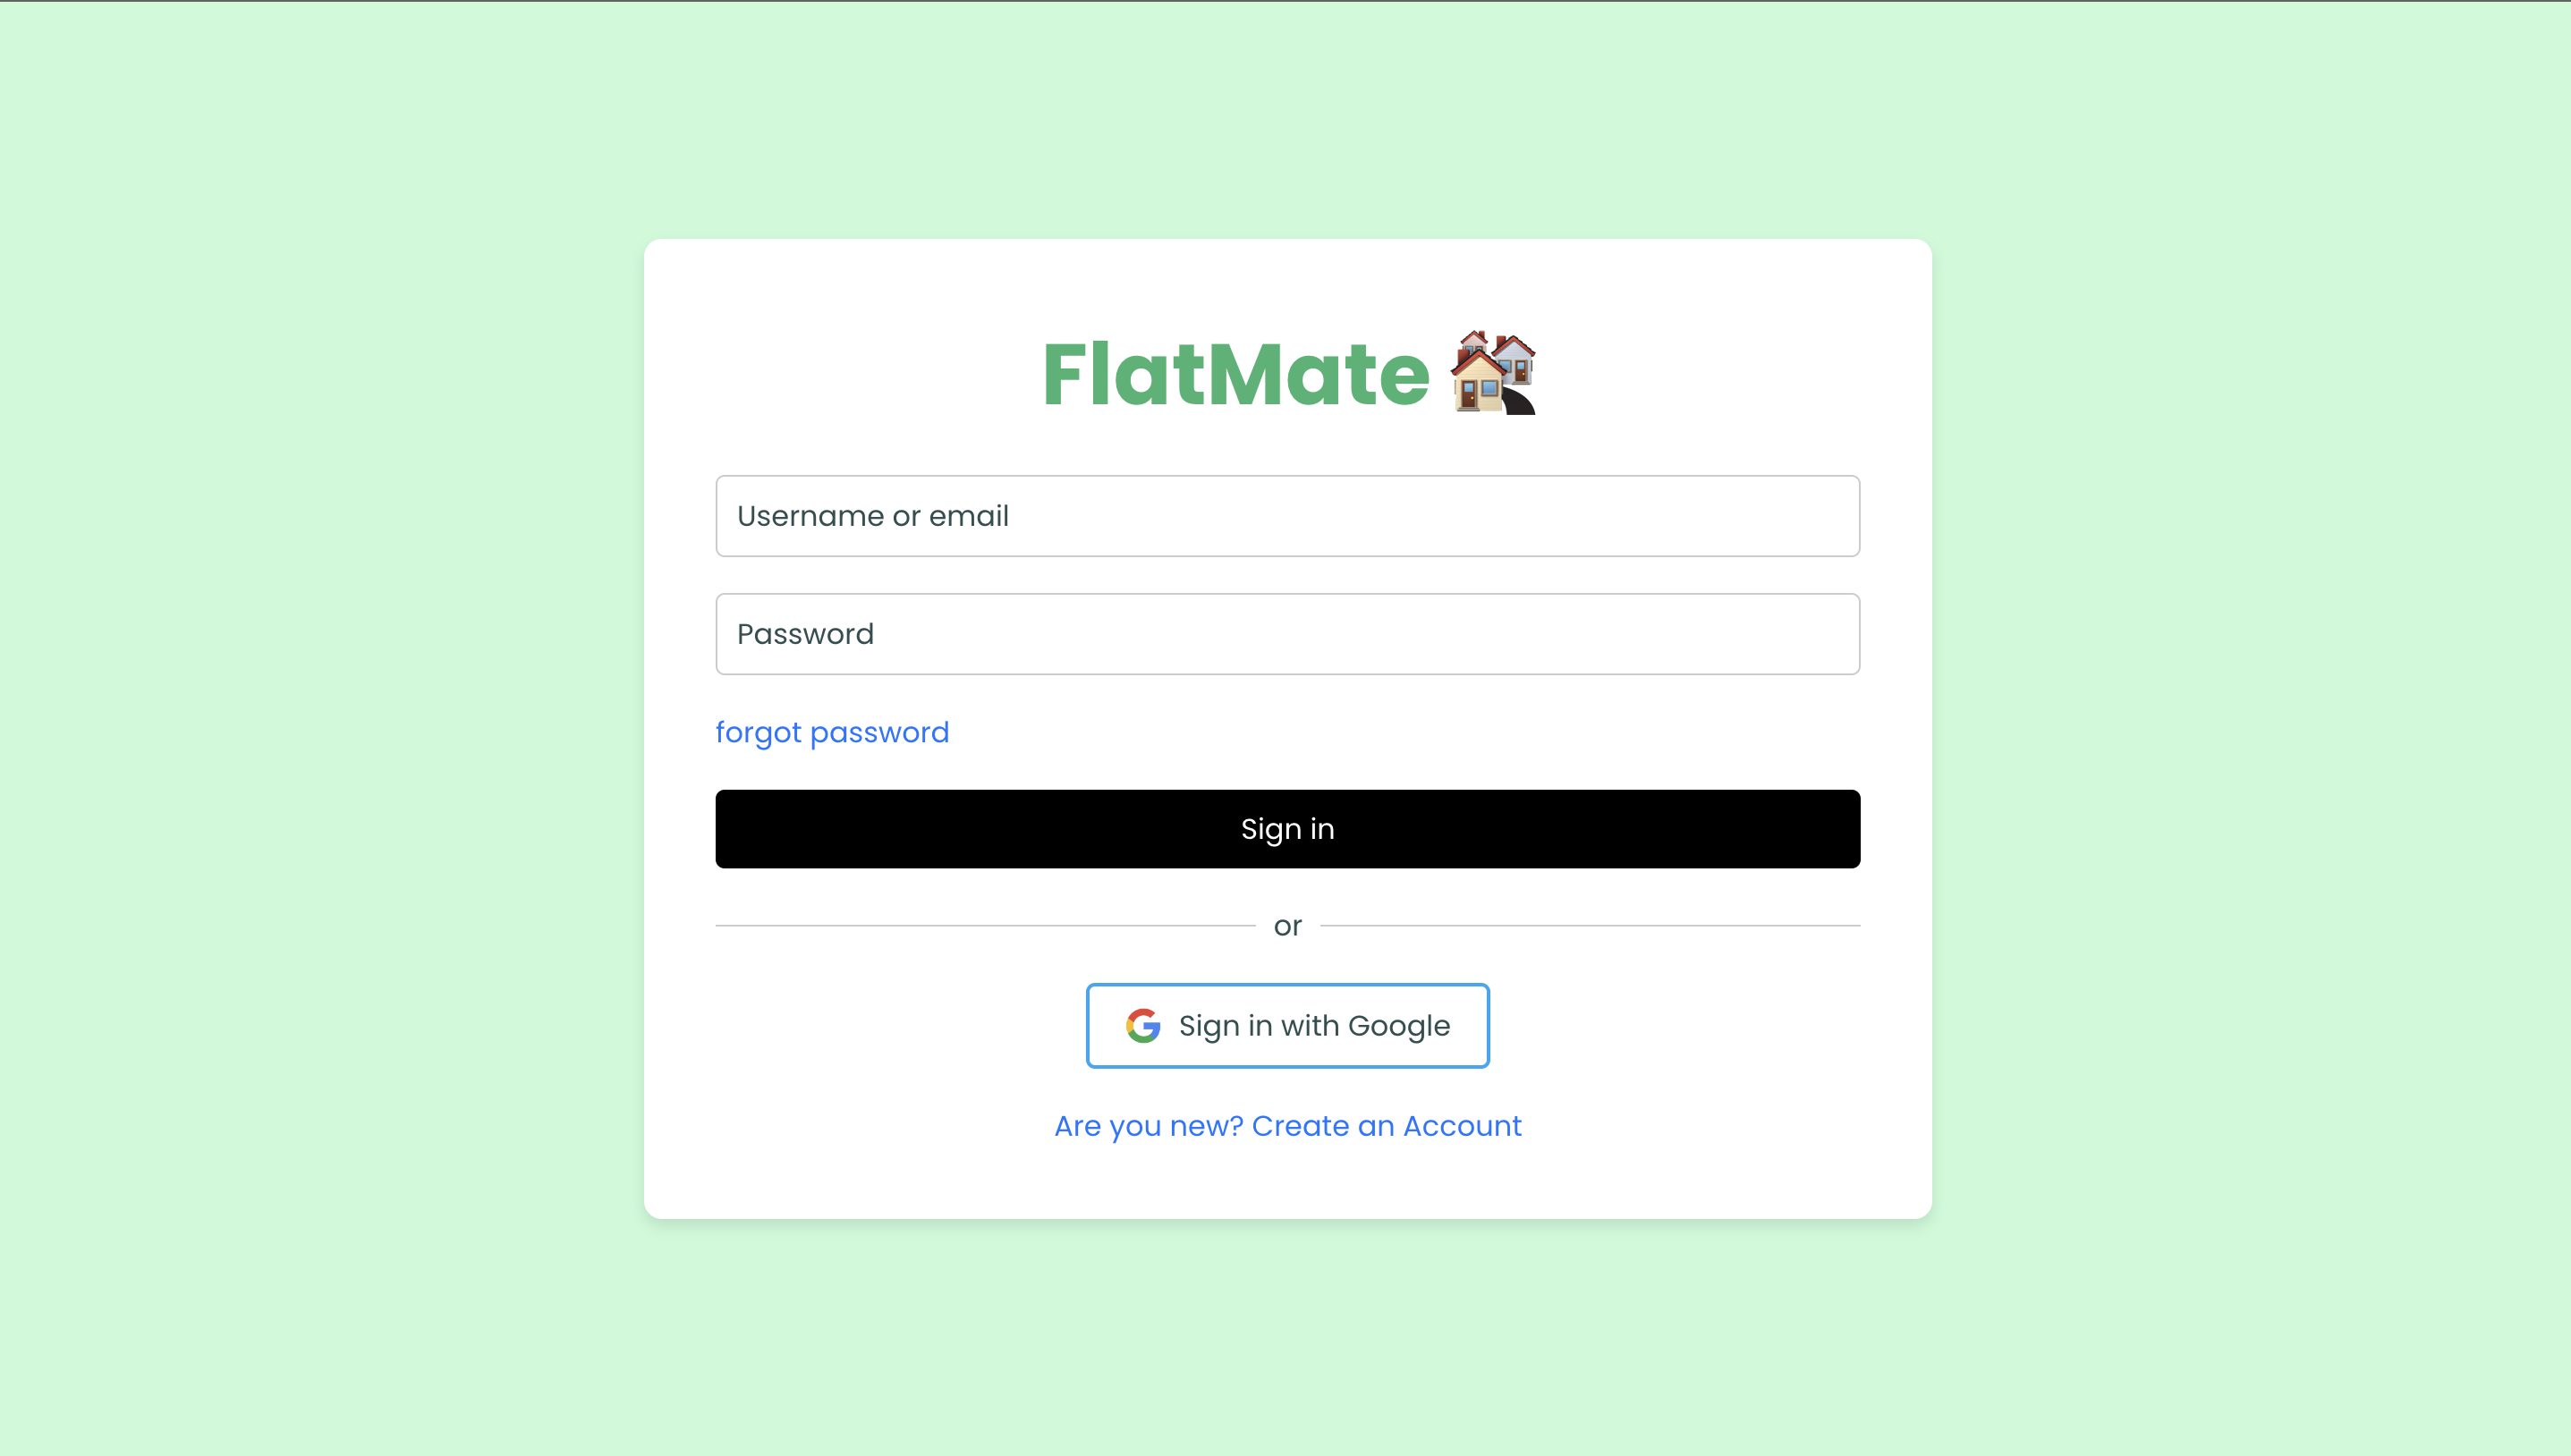 FlatMate
Username or email
Password
forgot password
Sign in
or
Sign in with Google
Are you new? Create an Account